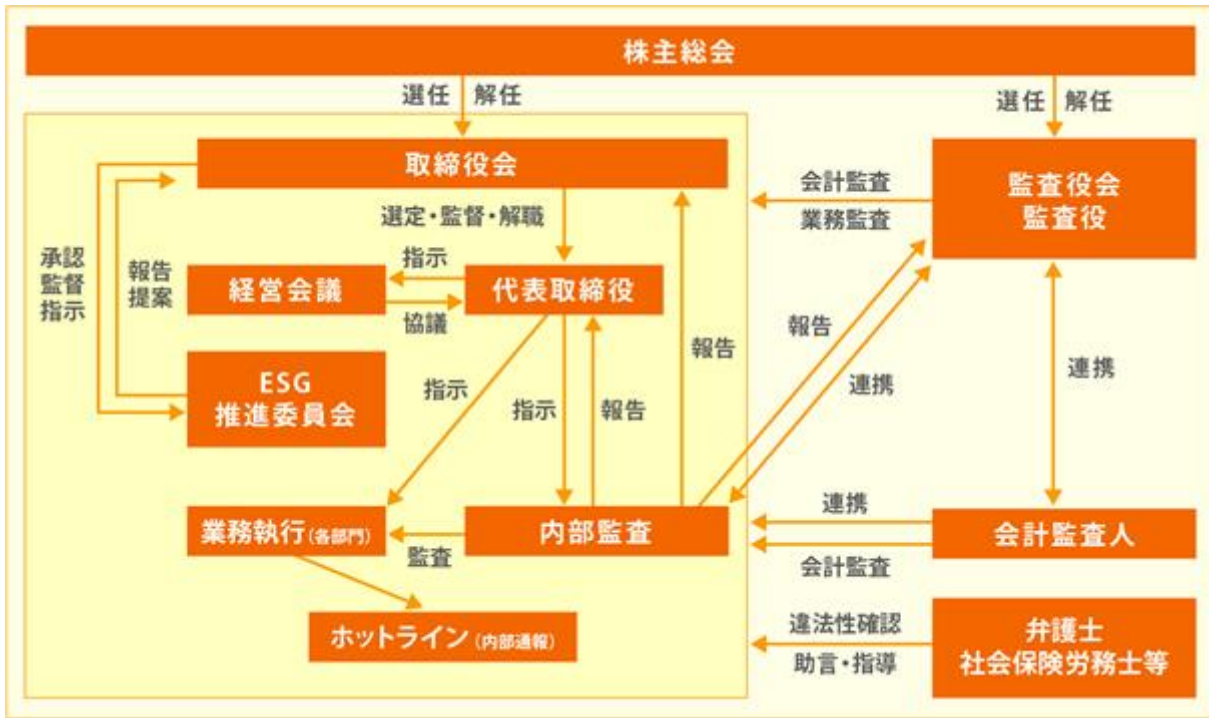 株主総会
選任 解任
選任 解任
取締役会
監査役会
監査役
会計監査
業務監査
選定・監督・解職
承認
監督
指示
報告
提案
指示
経営会議
代表取締役
協議
報告
報告
連携
連携
ESG
推進委員会
指示
指示
報告
業務執行(各部門)
内部監査
監査
連携
会計監査人
会計監査
ホットライン(内部通報)
違法性確認
助言・指導
弁護士
社会保険労務士等